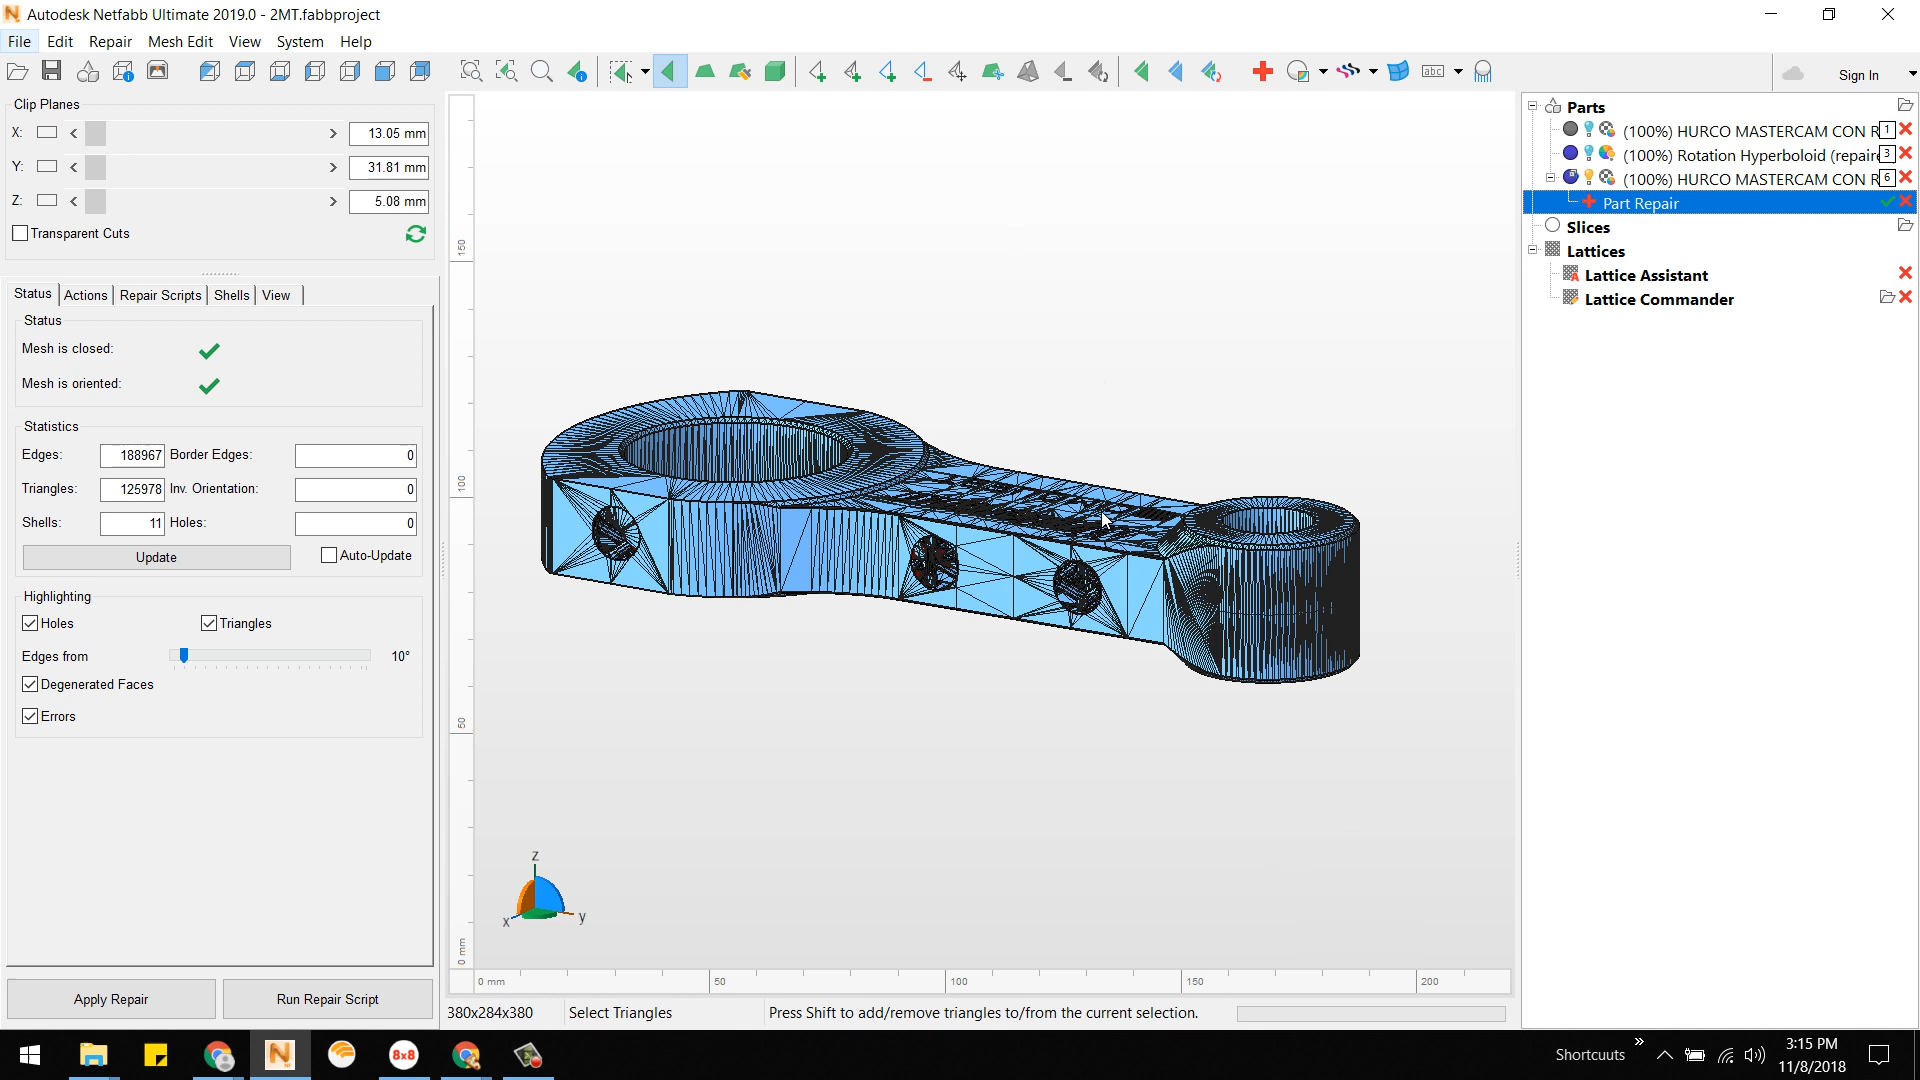 Autodesk Netfabb Ultimate 2019.0 - 2MT.fabbproject
File Edit Repair Mesh Edit View System Help
abc
Sign In
Clip Planes
X: < > 13.05 mm
Y: < > 31.81 mm
Z: < > 5.08 mm
Transparent Cuts
Status Actions Repair Scripts Shells View
Status
Mesh is closed:
Mesh is oriented:
Statistics
Edges: 188967 Border Edges: 0
Triangles: 125978 Inv. Orientation: 0
Shells: 11 Holes: 0
Update Auto-Update
Highlighting
Holes Triangles
Edges from 10°
Degenerated Faces
Errors
Apply Repair Run Repair Script
150
100
50
0 mm
z
x
y
0 mm 50 100 150 200
380x284x380 Select Triangles Press Shift to add/remove triangles to/from the current selection.
Parts
(100%) HURCO MASTERCAM CON R 1
(100%) Rotation Hyperboloid (repaire 3
(100%) HURCO MASTERCAM CON R 6
Part Repair
Slices
Lattices
Lattice Assistant
Lattice Commander
8x8
Shortcuts »
3:15 PM
11/8/2018